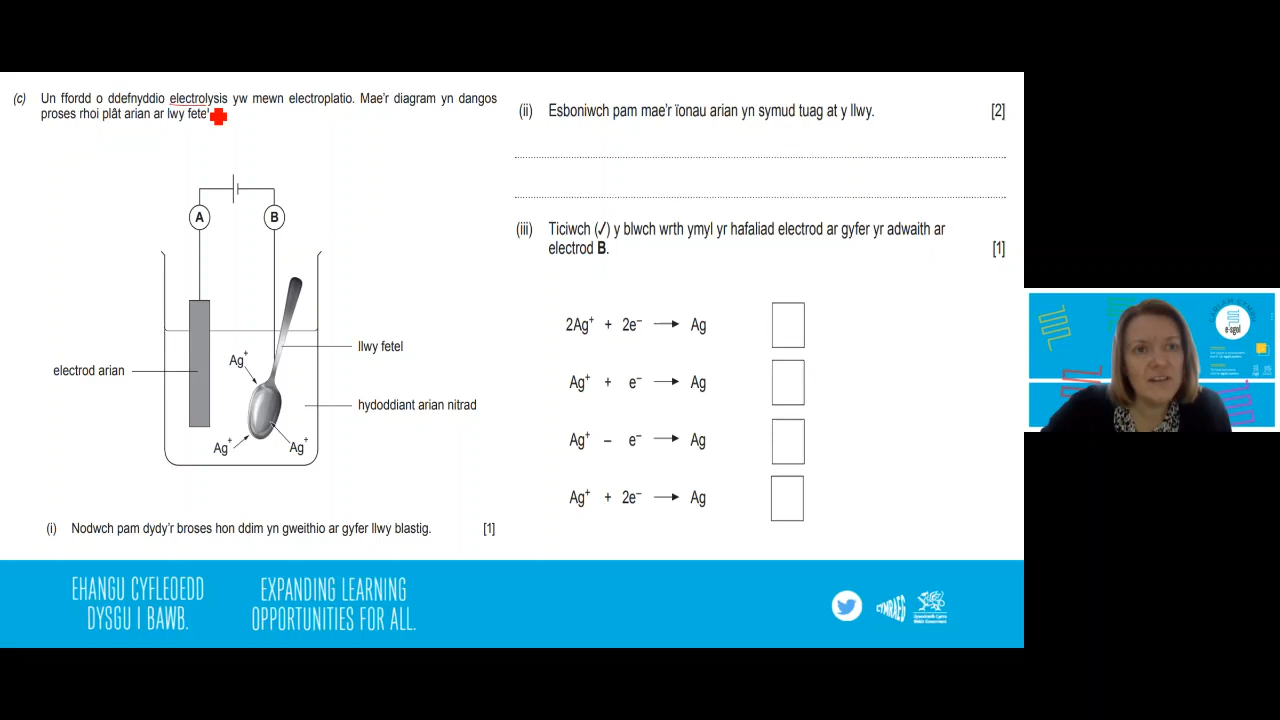 (c) Un ffordd o ddefnyddio electrolysis yw mewn electroplatio. Mae'r diagram yn dangos
proses rhoi plât arian ar lwy fetel
A
B
electrod arian
llwy fetel
hydoddiant arian nitrad
Ag+
Ag+
Ag+
(i) Nodwch pam dydy'r broses hon ddim yn gweithio ar gyfer llwy blastig. [1]
(ii) Esboniwch pam mae'r ïonau arian yn symud tuag at y llwy. [2]
(iii) Ticiwch (✓) y blwch wrth ymyl yr hafaliad electrod ar gyfer yr adwaith ar
electrod B. [1]
2Ag⁺ + 2e⁻ → Ag
Ag⁺ + e⁻ → Ag
Ag⁺ – e⁻ → Ag
Ag⁺ + 2e⁻ → Ag
EHANGU CYFLEOEDD
DYSGU I BAWB.
EXPANDING LEARNING
OPPORTUNITIES FOR ALL.
CYMRAEG
e-sgol